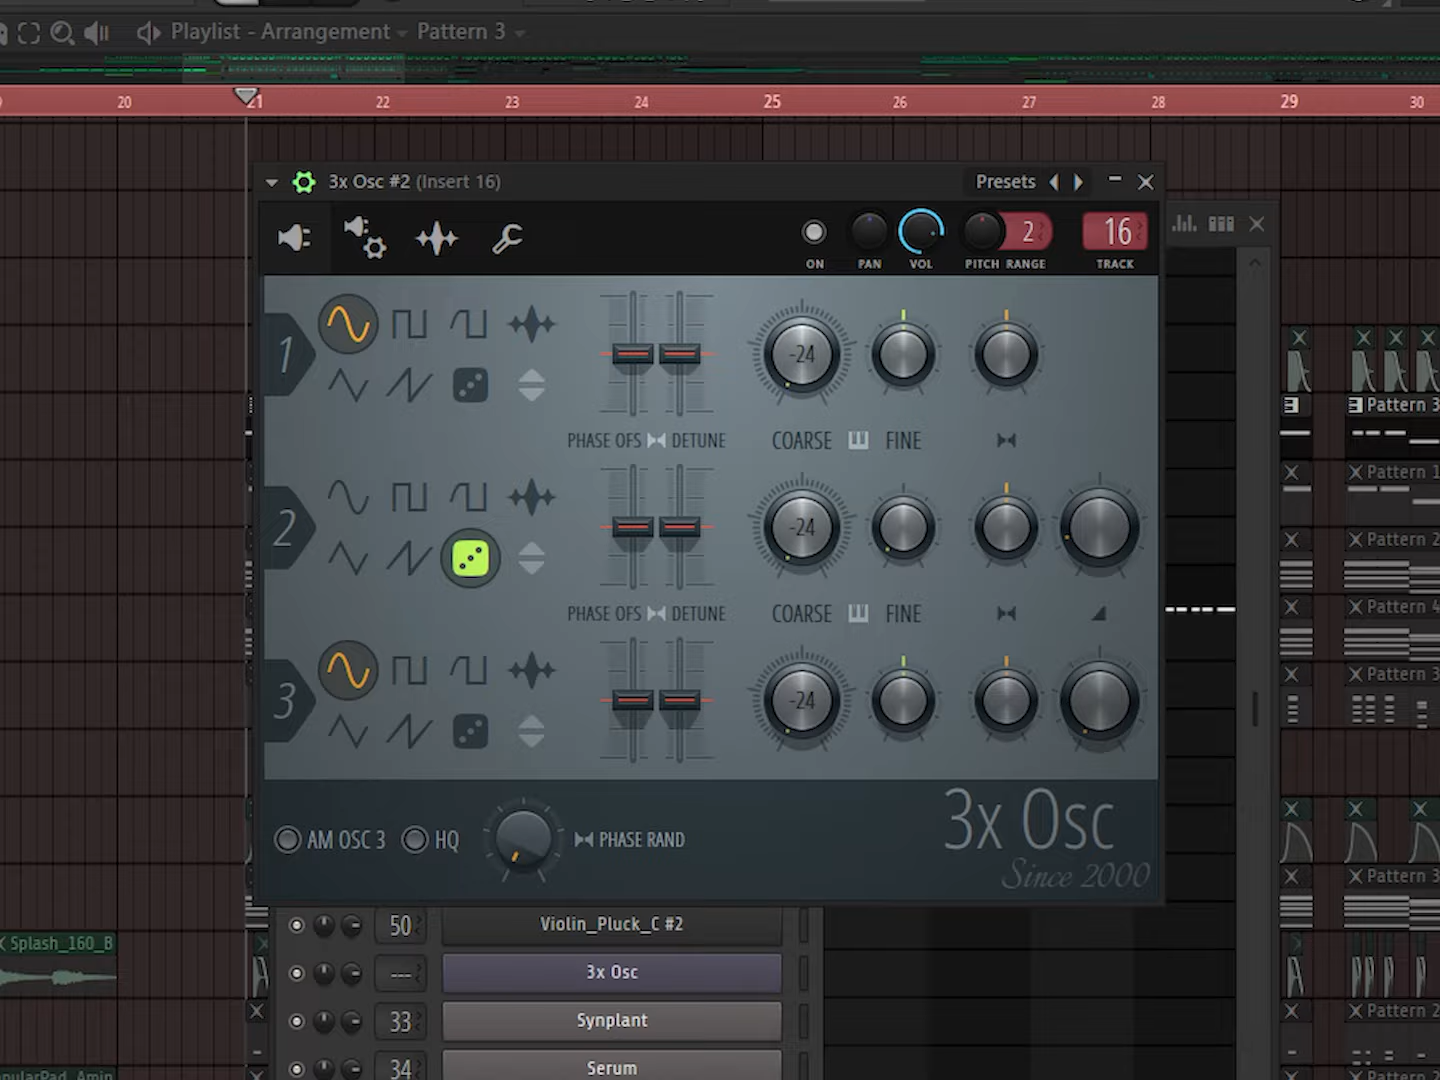 Playlist - Arrangement Pattern 3
20 21 22 23 24 25 26 27 28 29 30
3x Osc #2 (Insert 16) Presets
2 16
ON PAN VOL PITCH RANGE TRACK
1 -24
PHASE OFS DETUNE COARSE FINE
2 -24
PHASE OFS DETUNE COARSE FINE
3 -24
AM OSC 3 HQ PHASE RAND
3x Osc
Since 2000
Pattern 3
Pattern 1
Pattern 2
Pattern 4
Pattern 3
Pattern 3
Pattern 2
50 Violin_Pluck_C #2
Splash_160_B
--- 3x Osc
33 Synplant
34 Serum